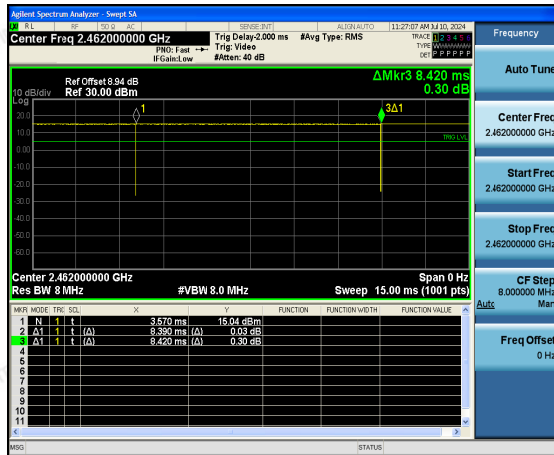 Agilent Spectrum Analyzer - Swept SA
RL RF 50 Ω AC SENSE:INT ALIGN AUTO 11:27:07 AM Jul 10, 2024
Center Freq 2.462000000 GHz
PNO: Fast
IFGain:Low
Trig Delay-2.000 ms
Trig: Video
#Atten: 40 dB
#Avg Type: RMS
TRACE 1 2 3 4 5 6
TYPE
DET P P P P P P
Ref Offset 8.94 dB
Ref 30.00 dBm
10 dB/div
Log
ΔMkr3 8.420 ms
0.30 dB
1
3Δ1
20.0
10.0
0.00
-10.0
-20.0
-30.0
-40.0
-50.0
-60.0
TRIG LVL
Center 2.462000000 GHz
Span 0 Hz
Res BW 8 MHz
#VBW 8.0 MHz
Sweep 15.00 ms (1001 pts)
MKR MODE TRC SCL X Y FUNCTION FUNCTION WIDTH FUNCTION VALUE
1 N 1 t 3.570 ms 15.04 dBm
2 Δ1 1 t (Δ) 8.390 ms (Δ) 0.03 dB
3 Δ1 1 t (Δ) 8.420 ms (Δ) 0.30 dB
4
5
6
7
8
9
10
11
MSG
STATUS
Frequency
Auto Tune
Center Freq
2.462000000 GHz
Start Freq
2.462000000 GHz
Stop Freq
2.462000000 GHz
CF Step
8.000000 MHz
Auto Man
Freq Offset
0 Hz